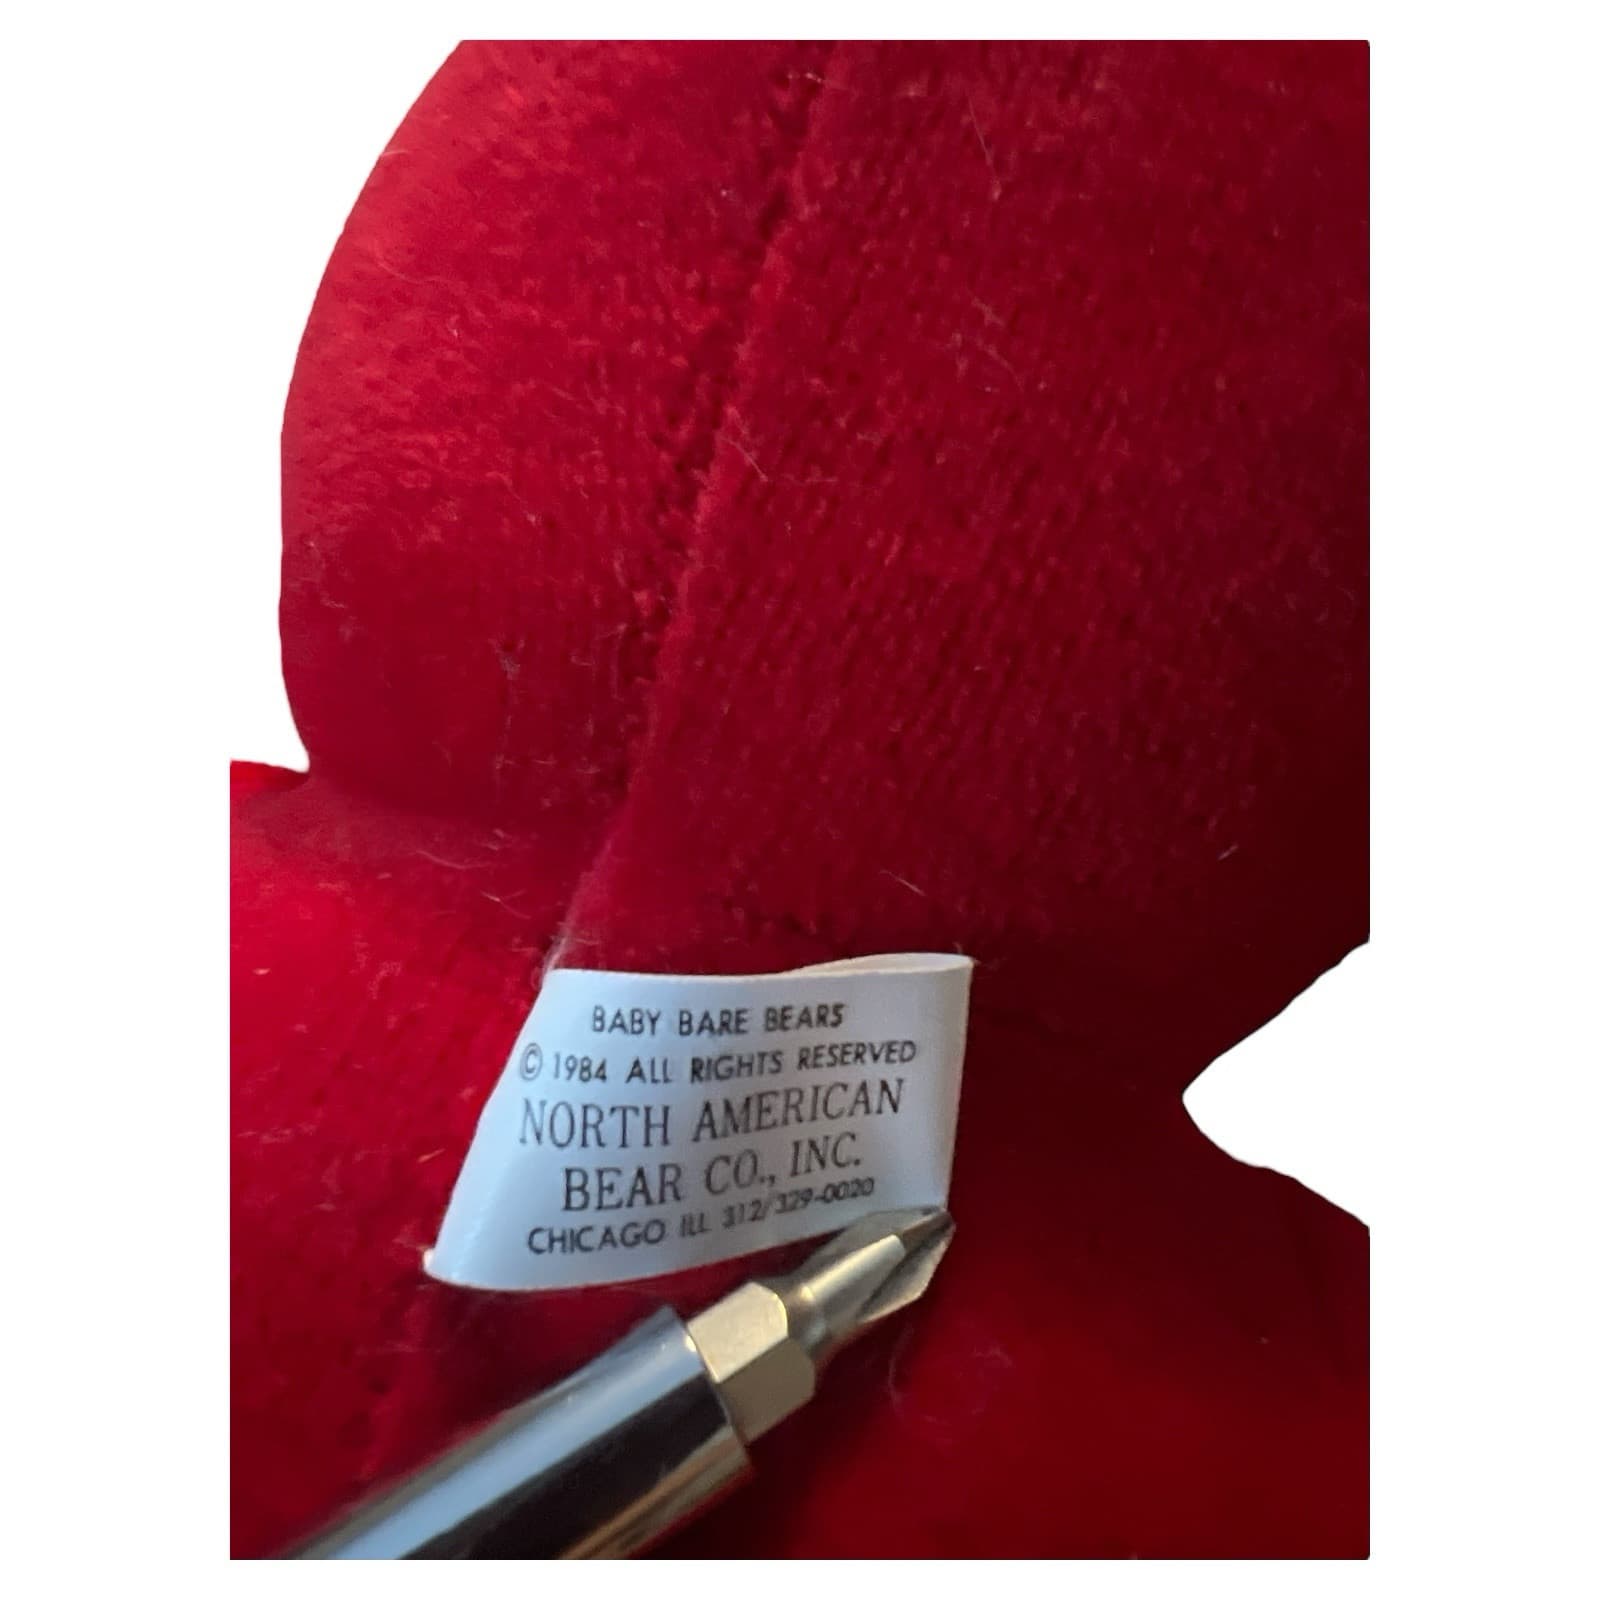 BABY BARE BEARS
© 1984 ALL RIGHTS RESERVED
NORTH AMERICAN
BEAR CO., INC.
CHICAGO ILL 312/329-0020